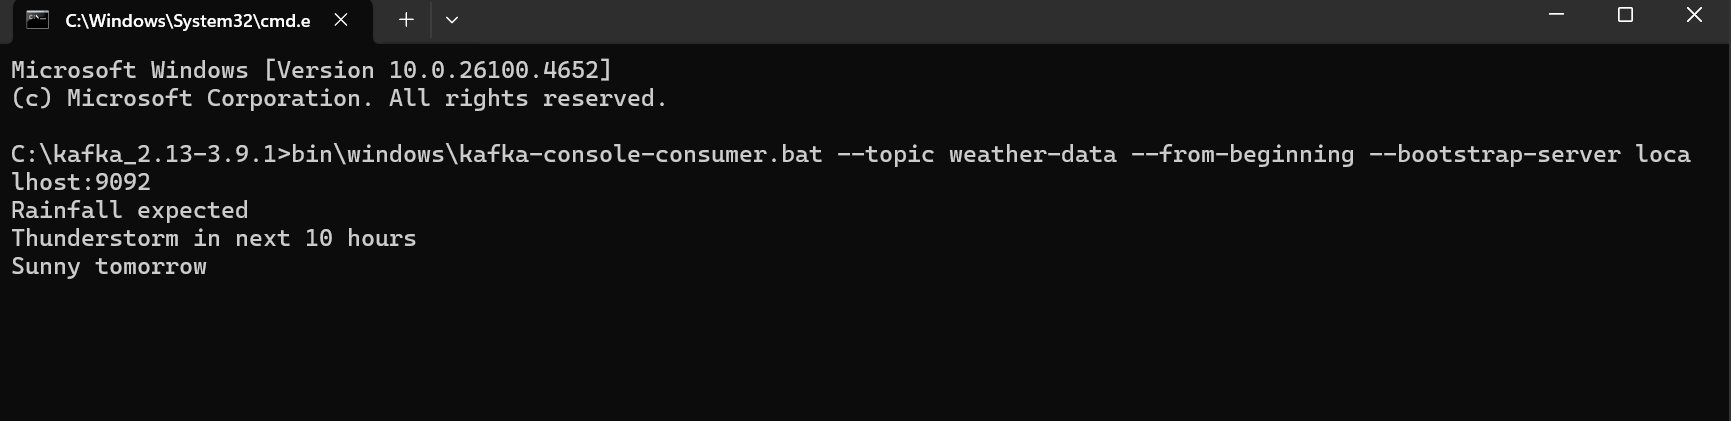 C:\Windows\System32\cmd.e
Microsoft Windows [Version 10.0.26100.4652]
(c) Microsoft Corporation. All rights reserved.
C:\kafka_2.13-3.9.1>bin\windows\kafka-console-consumer.bat --topic weather-data --from-beginning --bootstrap-server loca
lhost:9092
Rainfall expected
Thunderstorm in next 10 hours
Sunny tomorrow